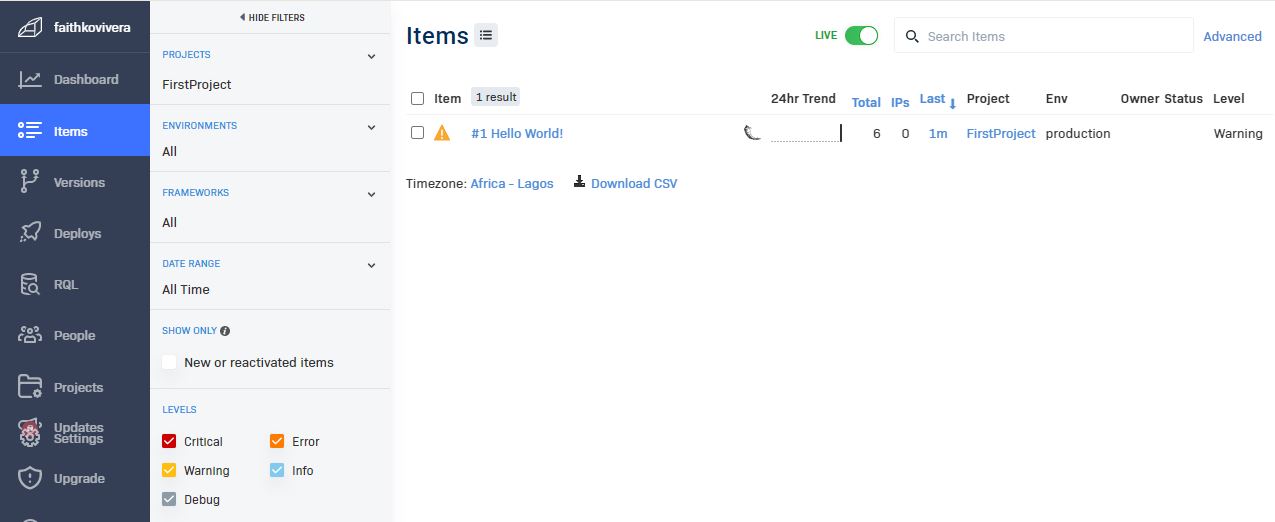 faithkovivera
Dashboard
Items
Versions
Deploys
RQL
People
Projects
Updates
Settings
Upgrade
HIDE FILTERS
PROJECTS
FirstProject
ENVIRONMENTS
All
FRAMEWORKS
All
DATE RANGE
All Time
SHOW ONLY
New or reactivated items
LEVELS
Critical Error
Warning Info
Debug
Items
LIVE Search Items Advanced
Item 1 result 24hr Trend Total IPs Last Project Env Owner Status Level
#1 Hello World! 6 0 1m FirstProject production Warning
Timezone: Africa - Lagos Download CSV